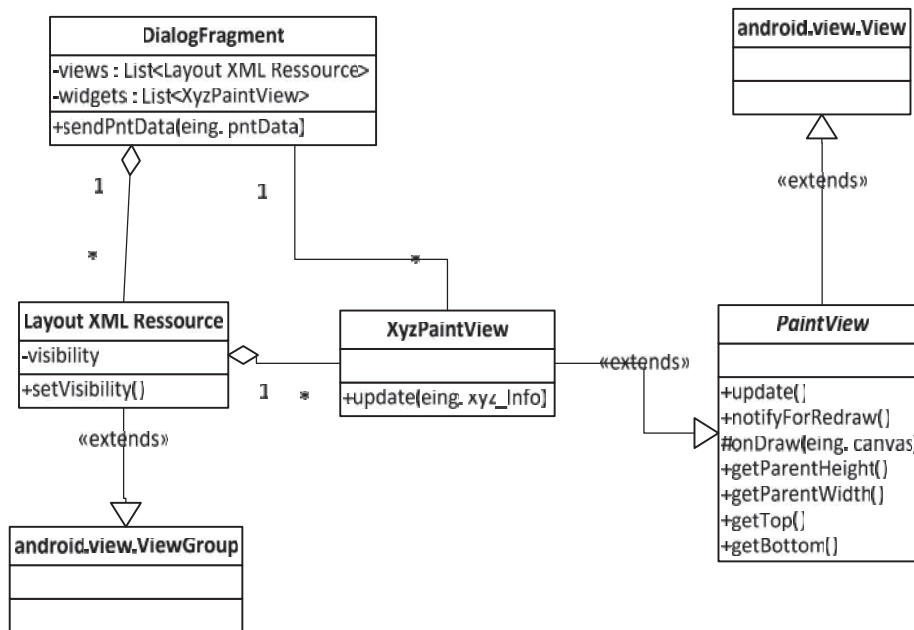 DialogFragment
-views : List<Layout XML Ressource>
-widgets : List<XyzPaintView>
+sendPntData(eing. pntData)
android.view.View
1
1
«extends»
*
*
Layout XML Ressource
-visibility
+setVisibility()
XyzPaintView
+update(eing. xyz_Info)
1
*
«extends»
PaintView
+update()
+notifyForRedraw()
#onDraw(eing. canvas)
+getParentHeight()
+getParentWidth()
+getTop()
+getBottom()
«extends»
android.view.ViewGroup